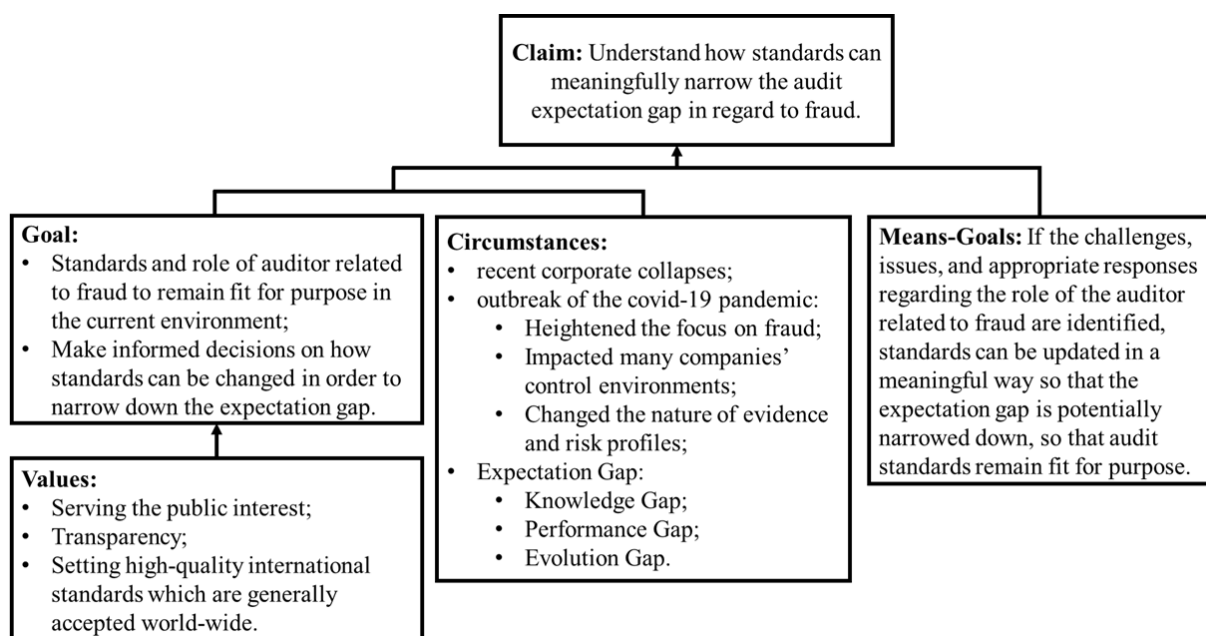 Claim: Understand how standards can
meaningfully narrow the audit
expectation gap in regard to fraud.
Goal:
• Standards and role of auditor related
to fraud to remain fit for purpose in
the current environment;
• Make informed decisions on how
standards can be changed in order to
narrow down the expectation gap.
Values:
• Serving the public interest;
• Transparency;
• Setting high-quality international
standards which are generally
accepted world-wide.
Circumstances:
• recent corporate collapses;
• outbreak of the covid-19 pandemic:
• Heightened the focus on fraud;
• Impacted many companies’
control environments;
• Changed the nature of evidence
and risk profiles;
• Expectation Gap:
• Knowledge Gap;
• Performance Gap;
• Evolution Gap.
Means-Goals: If the challenges,
issues, and appropriate responses
regarding the role of the auditor
related to fraud are identified,
standards can be updated in a
meaningful way so that the
expectation gap is potentially
narrowed down, so that audit
standards remain fit for purpose.